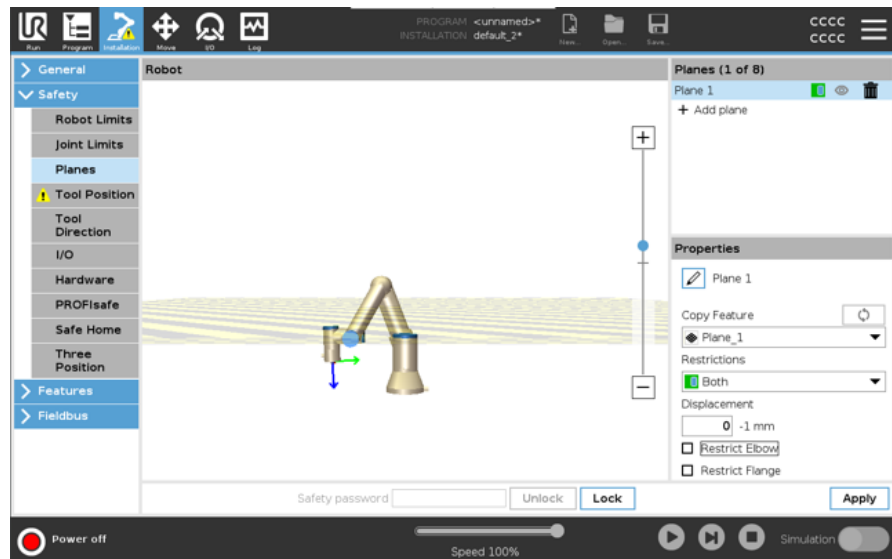 PROGRAM <unnamed>*
INSTALLATION default_2*
UR
Run
Program
Installation
Move
I/O
Log
New...
Open...
Save...
CCCC
CCCC
General
Safety
Robot Limits
Joint Limits
Planes
Tool Position
Tool
Direction
I/O
Hardware
PROFIsafe
Safe Home
Three
Position
Features
Fieldbus
Robot
Planes (1 of 8)
Plane 1
+ Add plane
Properties
Plane 1
Copy Feature
Plane_1
Restrictions
Both
Displacement
0 -1 mm
Restrict Elbow
Restrict Flange
Safety password
Unlock
Lock
Apply
Power off
Speed 100%
Simulation